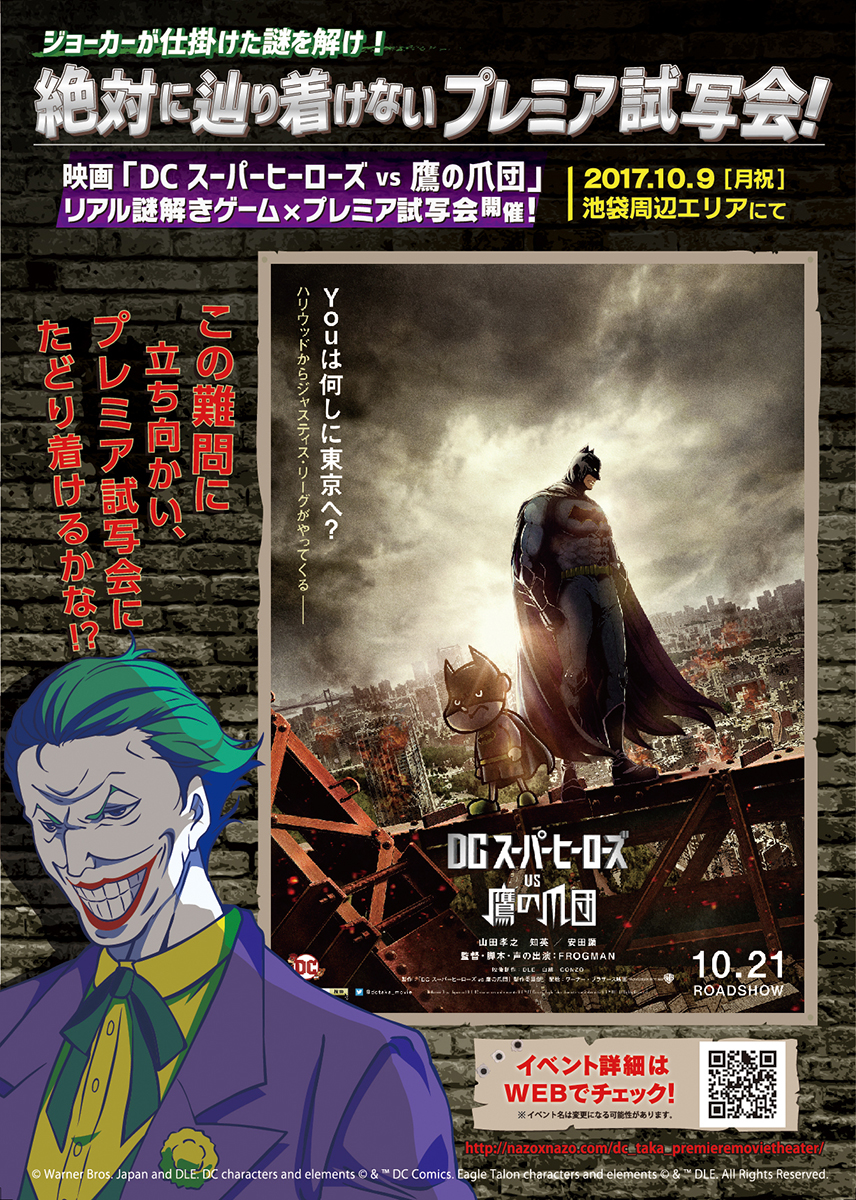 ジョーカーが仕掛けた謎を解け！
絶対に辿り着けないプレミア試写会！
映画「DC スーパーヒーローズ vs 鷹の爪団」
リアル謎解きゲーム×プレミア試写会開催！
2017.10.9［月祝］
池袋周辺エリアにて
この難問に
立ち向かい、
プレミア試写会に
たどり着けるかな!?
Youは何しに東京へ？
ハリウッドからジャスティス・リーグがやってくる――
DCスーパーヒーローズ
vs
鷹の爪団
山田孝之 知英／安田顕
監督・脚本・声の出演：FROGMAN
DC
@dctaka_movie
10.21
ROADSHOW
イベント詳細は
WEBでチェック！
※イベント名は変更になる可能性があります。
http://nazoxnazo.com/dc_taka_premieremovietheater/
© Warner Bros. Japan and DLE. DC characters and elements © & ™ DC Comics. Eagle Talon characters and elements © & ™ DLE. All Rights Reserved.